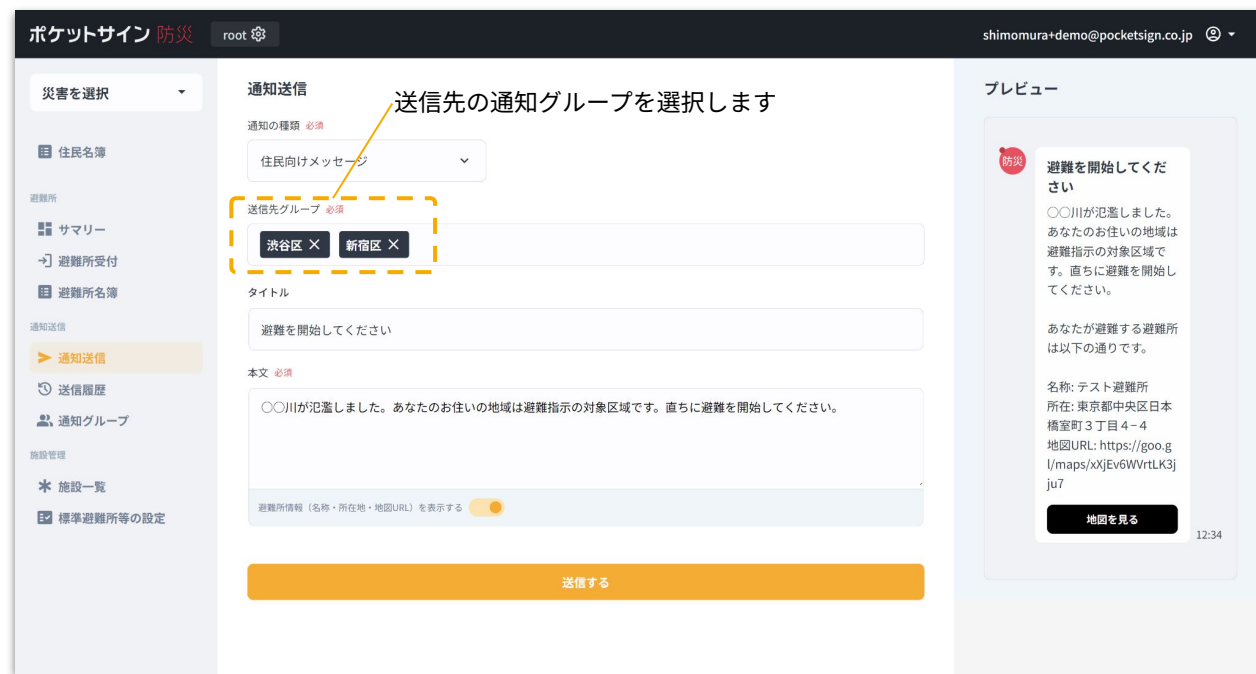 ポケットサイン 防災
root
shimomura+demo@pocketsign.co.jp
災害を選択
住民名簿
避難所
サマリー
避難所受付
避難所名簿
通知送信
通知送信
送信履歴
通知グループ
施設管理
施設一覧
標準避難所等の設定
通知送信
送信先の通知グループを選択します
通知の種類 必須
住民向けメッセージ
送信先グループ 必須
渋谷区 新宿区
タイトル
避難を開始してください
本文 必須
〇〇川が氾濫しました。あなたのお住いの地域は避難指示の対象区域です。直ちに避難を開始してください。
避難所情報（名称・所在地・地図URL）を表示する
送信する
プレビュー
防災
避難を開始してくだ
さい
〇〇川が氾濫しました。
あなたのお住いの地域は
避難指示の対象区域で
す。直ちに避難を開始し
てください。
あなたが避難する避難所
は以下の通りです。
名称: テスト避難所
所在: 東京都中央区日本
橋室町３丁目４−４
地図URL: https://goo.g
l/maps/xXjEv6WVrtLK3j
ju7
地図を見る
12:34